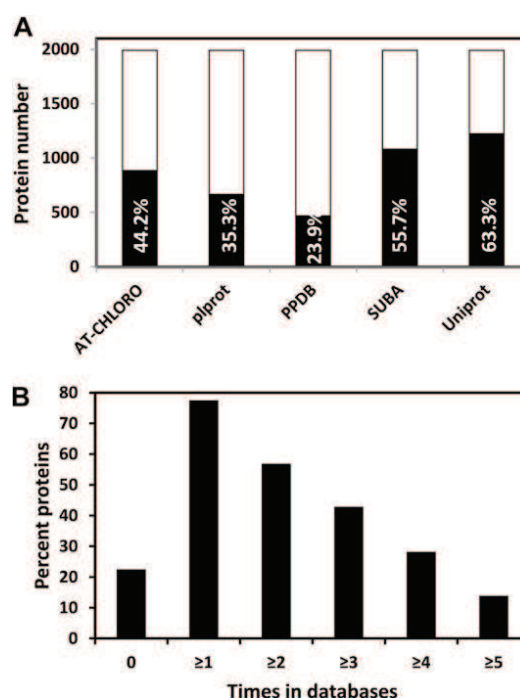 A
Protein number
2000
1500
1000
500
0
44.2%
35.3%
23.9%
55.7%
63.3%
AT-CHLORO
plprot
PPDB
SUBA
Uniprot
B
Percent proteins
80
70
60
50
40
30
20
10
0
0
≥1
≥2
≥3
≥4
≥5
Times in databases